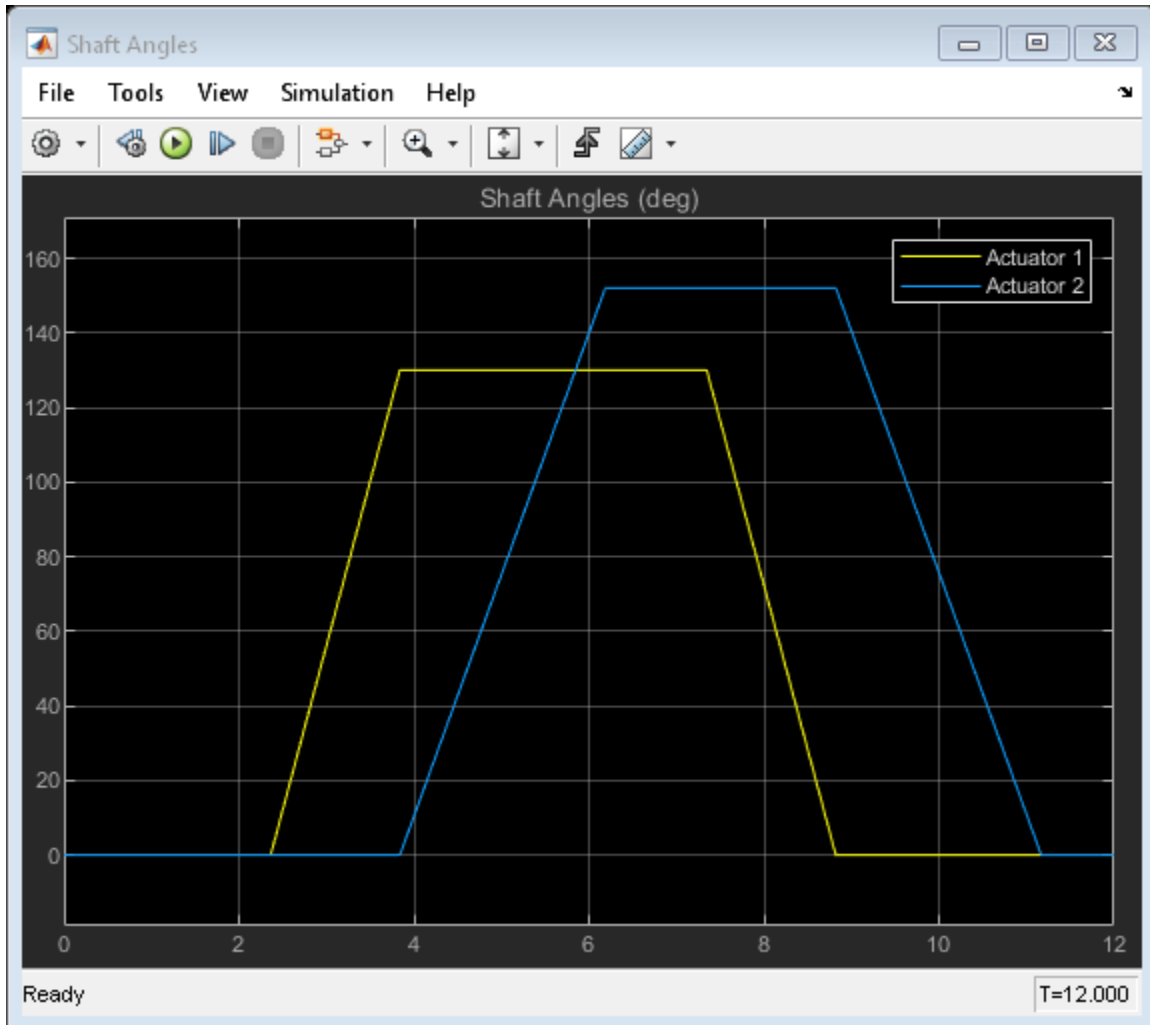 Shaft Angles
File Tools View Simulation Help
Shaft Angles (deg)
Actuator 1
Actuator 2
160
140
120
100
80
60
40
20
0
0 2 4 6 8 10 12
Ready T=12.000